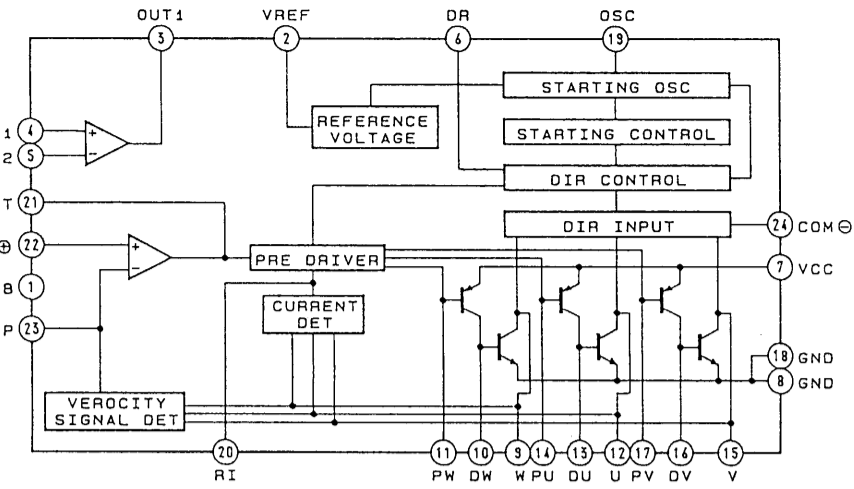 OUT1 VREF DR OSC
3 2 6 19
STARTING OSC
REFERENCE
VOLTAGE
STARTING CONTROL
1 4 +
2 5 -
DIR CONTROL
T 21
DIR INPUT 24 COM⊖
⊕ 22 +
-
PRE DRIVER
7 VCC
8 1
CURRENT
DET
P 23
18 GND
8 GND
VEROCITY
SIGNAL DET
20 11 10 9 14 13 12 17 16 15
RI PW DW W PU DU U PV DV V